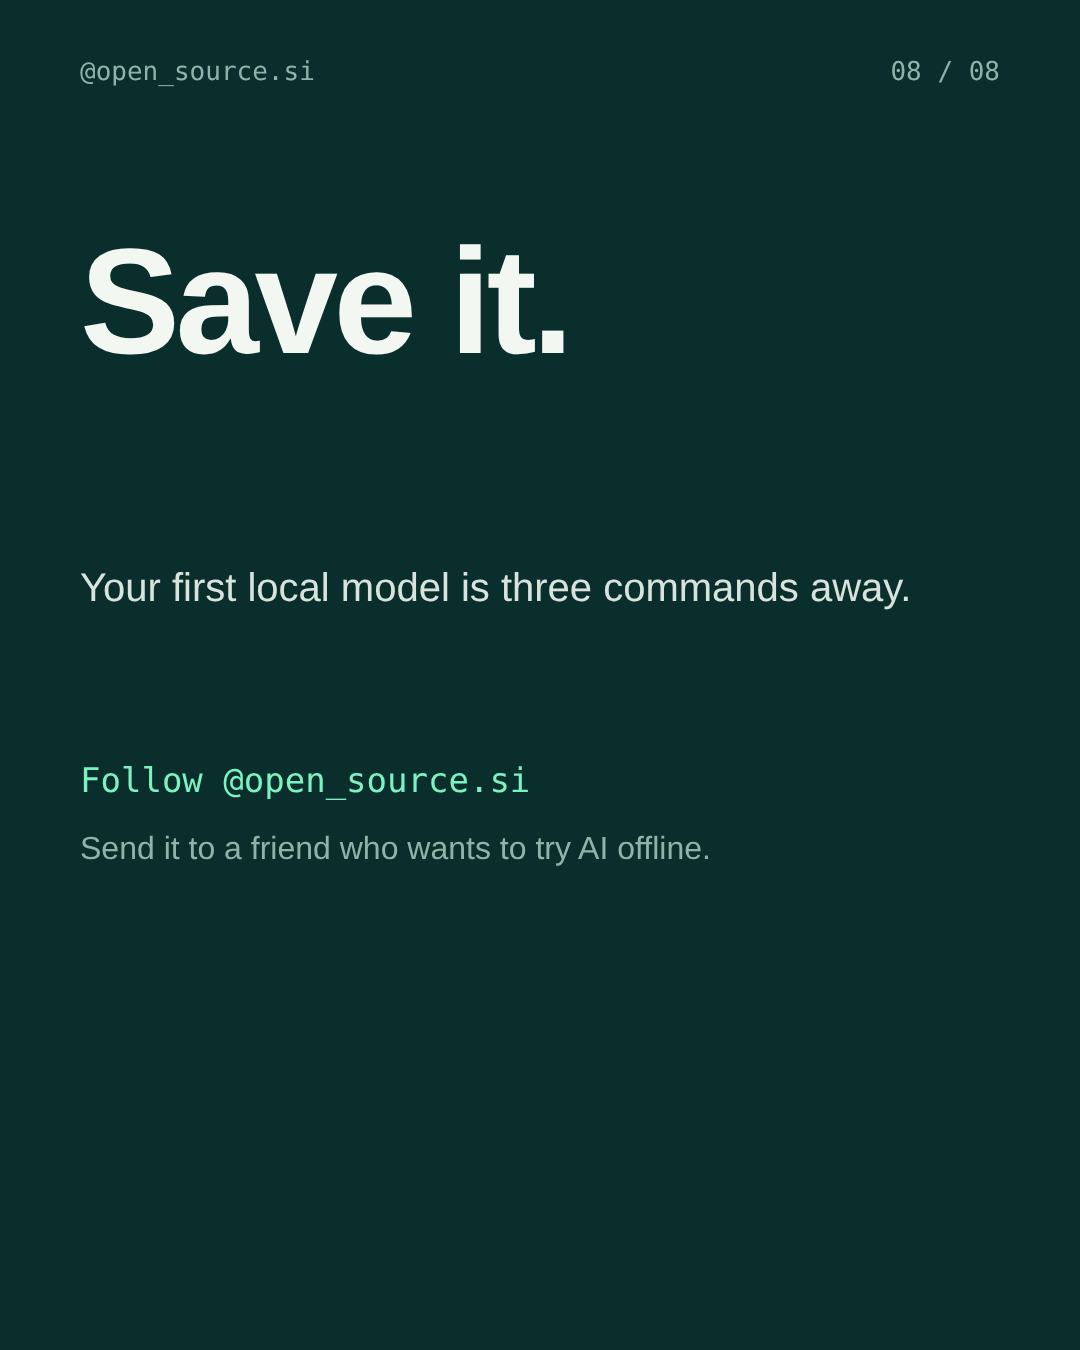 @open_source.si
08 / 08
Save it.
Your first local model is three commands away.
Follow @open_source.si
Send it to a friend who wants to try AI offline.